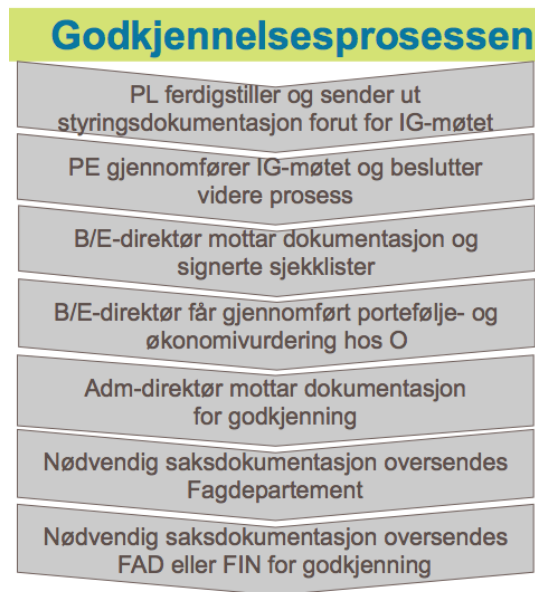 Godkjennelsesprosessen
PL ferdigstiller og sender ut
styringsdokumentasjon forut for IG-møtet
PE gjennomfører IG-møtet og beslutter
videre prosess
B/E-direktør mottar dokumentasjon og
signerte sjekklister
B/E-direktør får gjennomført portefølje- og
økonomivurdering hos O
Adm-direktør mottar dokumentasjon
for godkjenning
Nødvendig saksdokumentasjon oversendes
Fagdepartement
Nødvendig saksdokumentasjon oversendes
FAD eller FIN for godkjenning